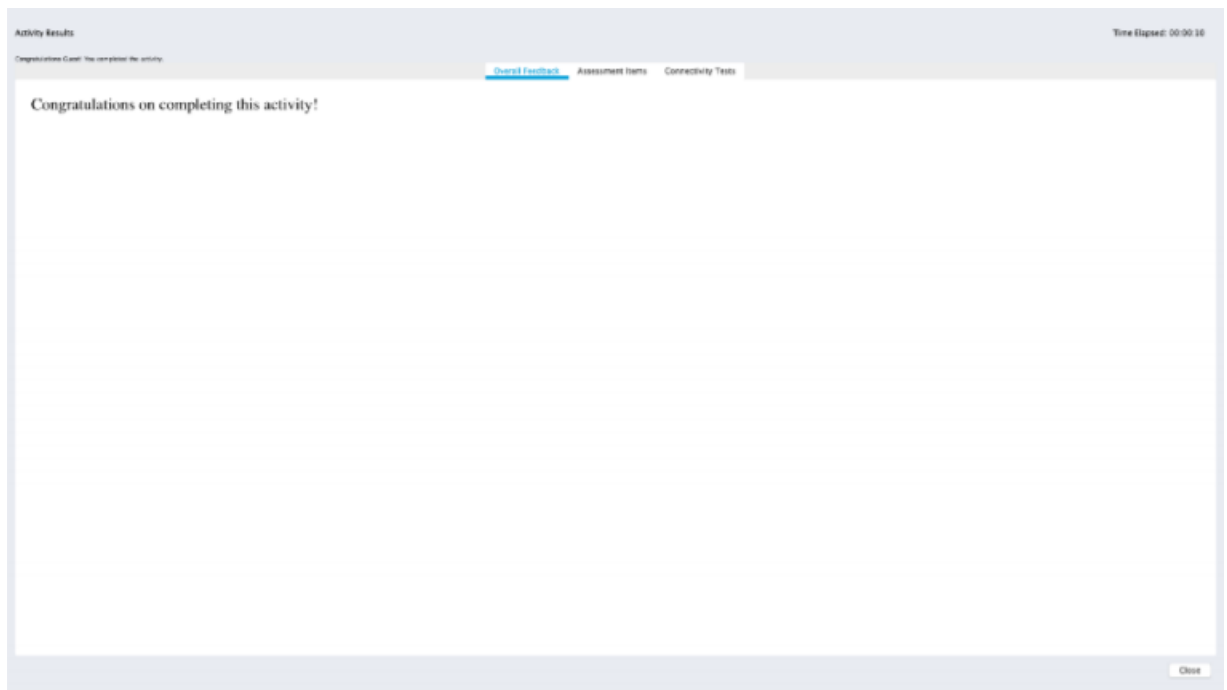 Activity Results
Time Elapsed: 00:00:10
Congratulations Guest! You completed the activity.
Overall Feedback Assessment Items Connectivity Tests
Congratulations on completing this activity!
Close